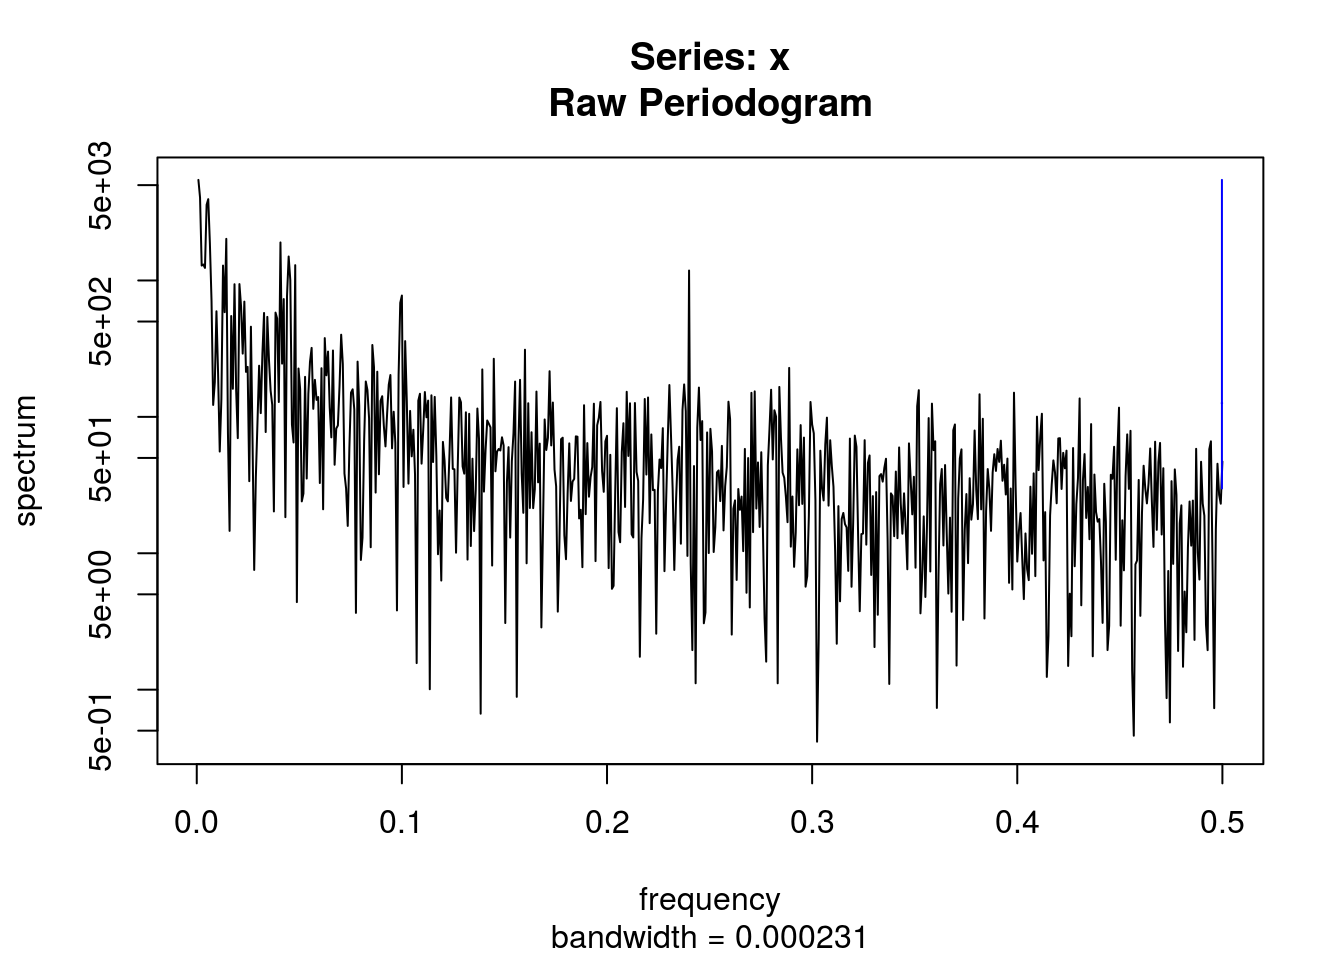 Series: x
Raw Periodogram
spectrum
5e+03
5e+02
5e+01
5e+00
5e-01
0.0 0.1 0.2 0.3 0.4 0.5
frequency
bandwidth = 0.000231